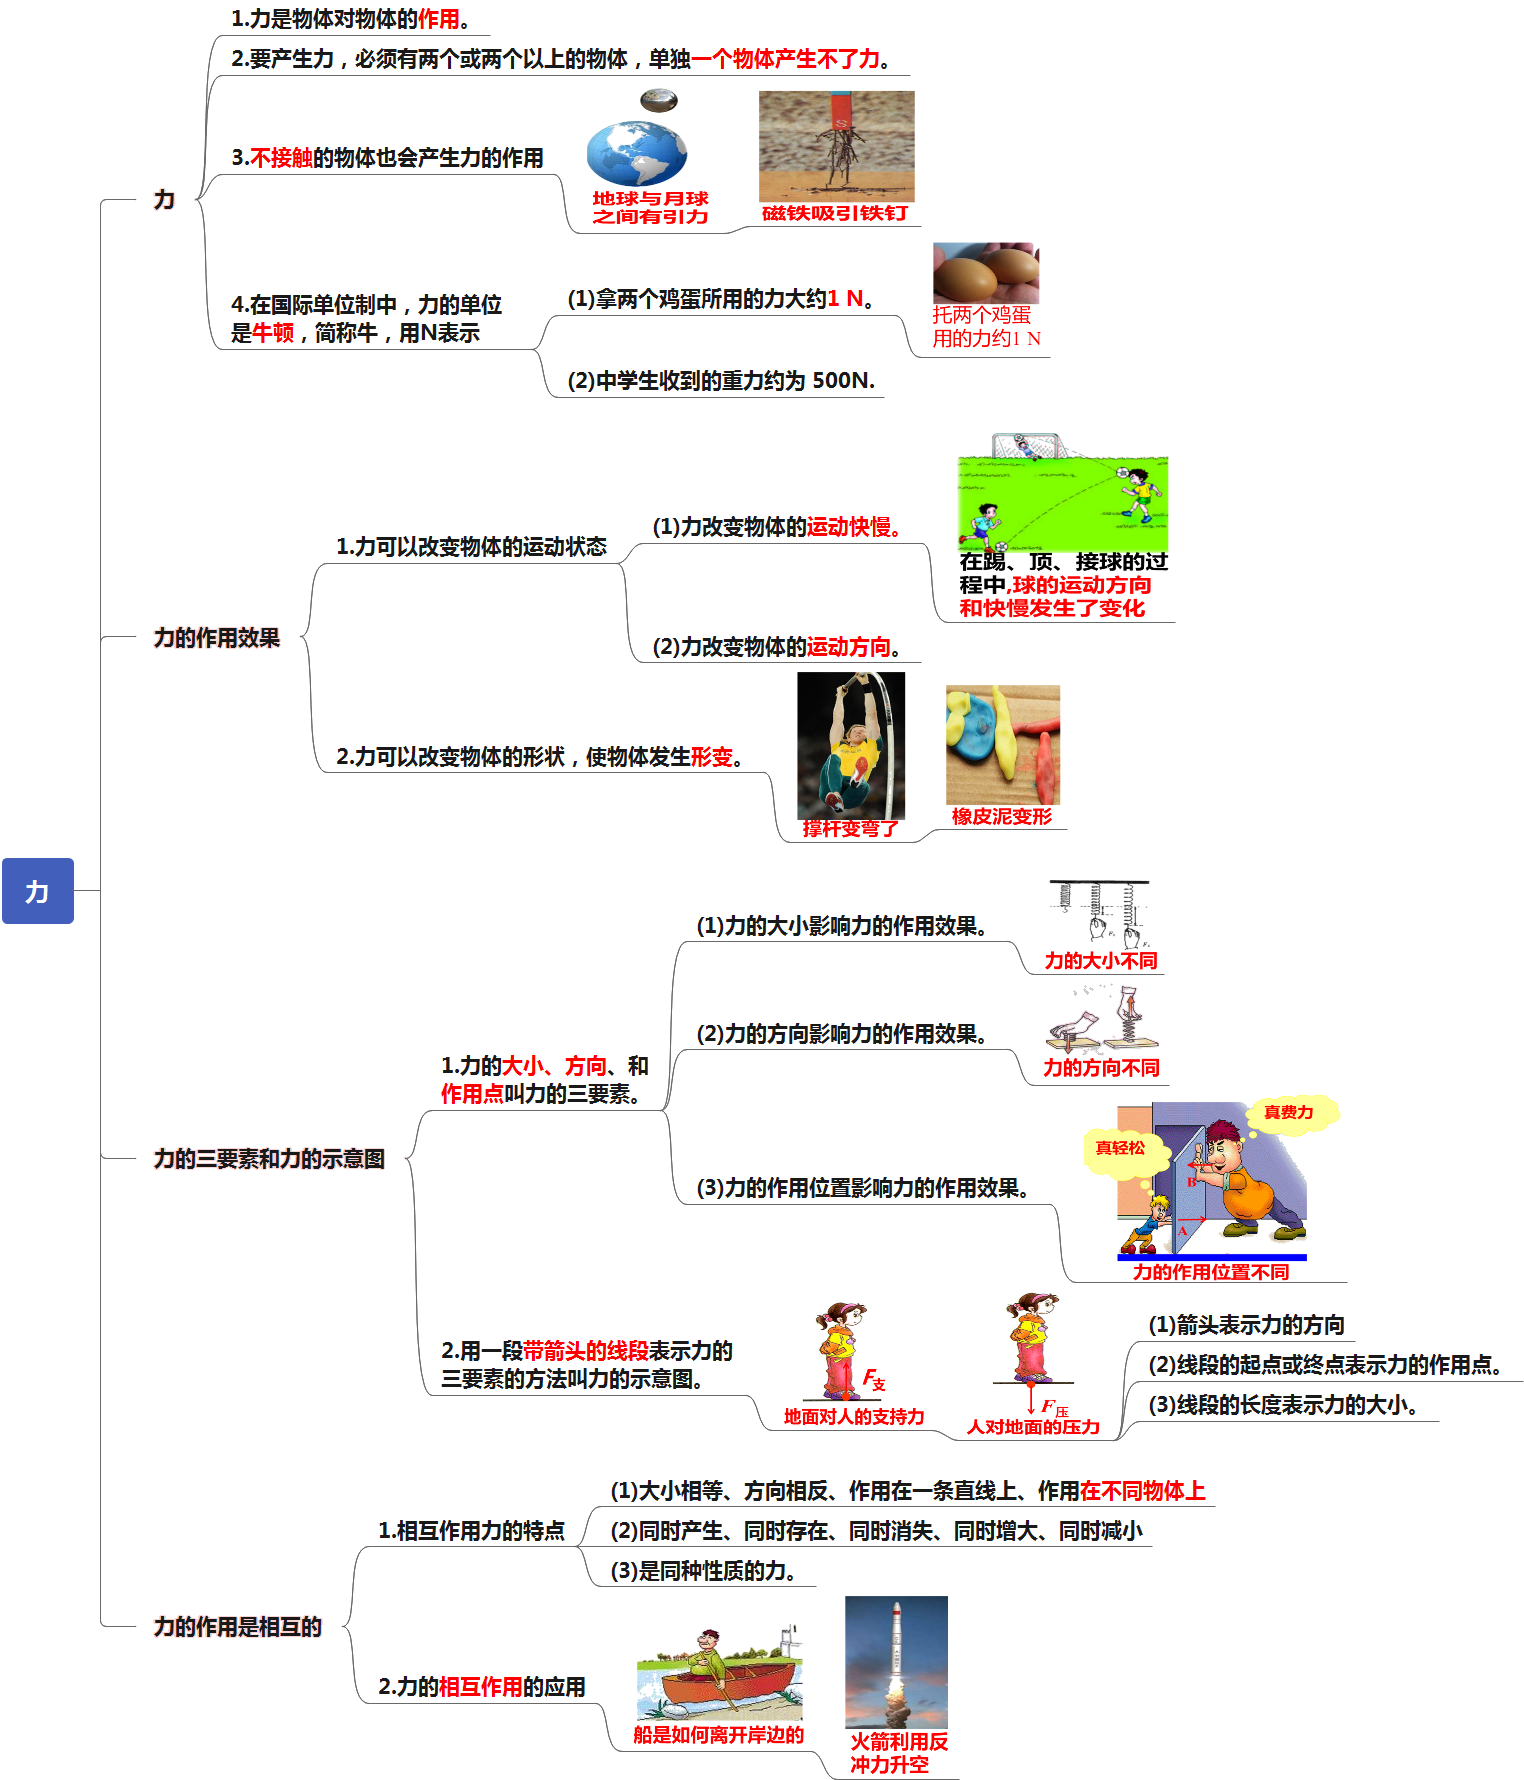 力
力
1.力是物体对物体的作用。
2.要产生力，必须有两个或两个以上的物体，单独一个物体产生不了力。
3.不接触的物体也会产生力的作用
地球与月球
之间有引力
S
磁铁吸引铁钉
4.在国际单位制中，力的单位
是牛顿，简称牛，用N表示
(1)拿两个鸡蛋所用的力大约1 N。
托两个鸡蛋
用的力约1 N
(2)中学生收到的重力约为 500N.
力的作用效果
1.力可以改变物体的运动状态
(1)力改变物体的运动快慢。
在踢、顶、接球的过
程中,球的运动方向
和快慢发生了变化
(2)力改变物体的运动方向。
2.力可以改变物体的形状，使物体发生形变。
撑杆变弯了
橡皮泥变形
力的三要素和力的示意图
1.力的大小、方向、和
作用点叫力的三要素。
(1)力的大小影响力的作用效果。
力的大小不同
(2)力的方向影响力的作用效果。
力的方向不同
(3)力的作用位置影响力的作用效果。
真费力
真轻松
B
A
力的作用位置不同
2.用一段带箭头的线段表示力的
三要素的方法叫力的示意图。
F支
地面对人的支持力
F压
人对地面的压力
(1)箭头表示力的方向
(2)线段的起点或终点表示力的作用点。
(3)线段的长度表示力的大小。
力的作用是相互的
1.相互作用力的特点
(1)大小相等、方向相反、作用在一条直线上、作用在不同物体上
(2)同时产生、同时存在、同时消失、同时增大、同时减小
(3)是同种性质的力。
2.力的相互作用的应用
船是如何离开岸边的
火箭利用反
冲力升空